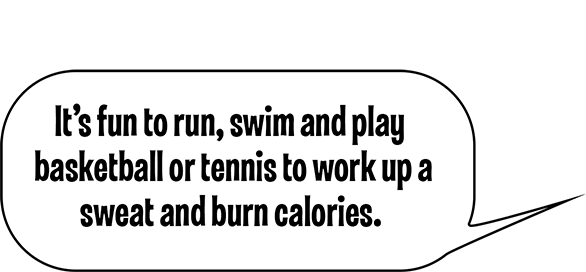 It's fun to run, swim and play
basketball or tennis to work up a
sweat and burn calories.